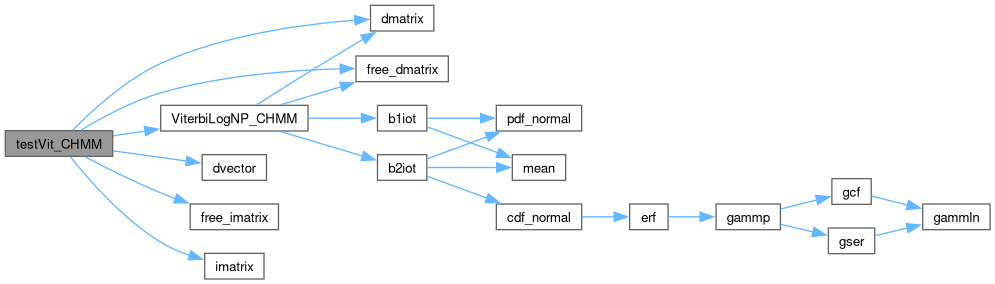 testVit_CHMM
dmatrix
free_dmatrix
ViterbiLogNP_CHMM
dvector
free_imatrix
imatrix
b1iot
b2iot
pdf_normal
mean
cdf_normal
erf
gammp
gcf
gser
gammln